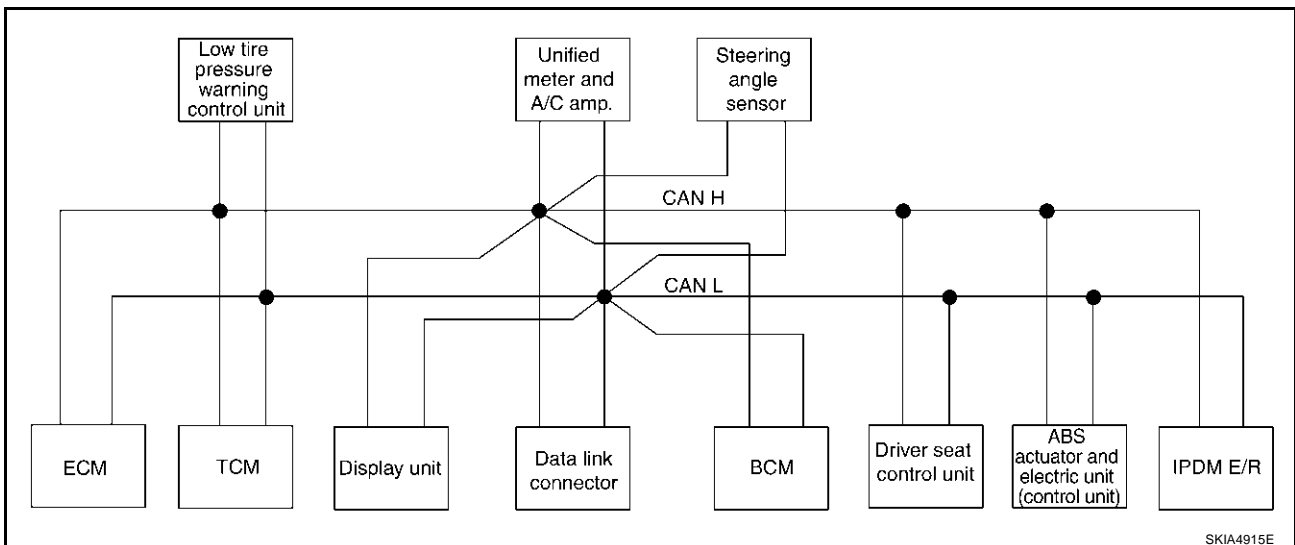 Low tire
pressure
warning
control unit
Unified
meter and
A/C amp.
Steering
angle
sensor
CAN H
CAN L
ECM
TCM
Display unit
Data link
connector
BCM
Driver seat
control unit
ABS
actuator and
electric unit
(control unit)
IPDM E/R
SKIA4915E